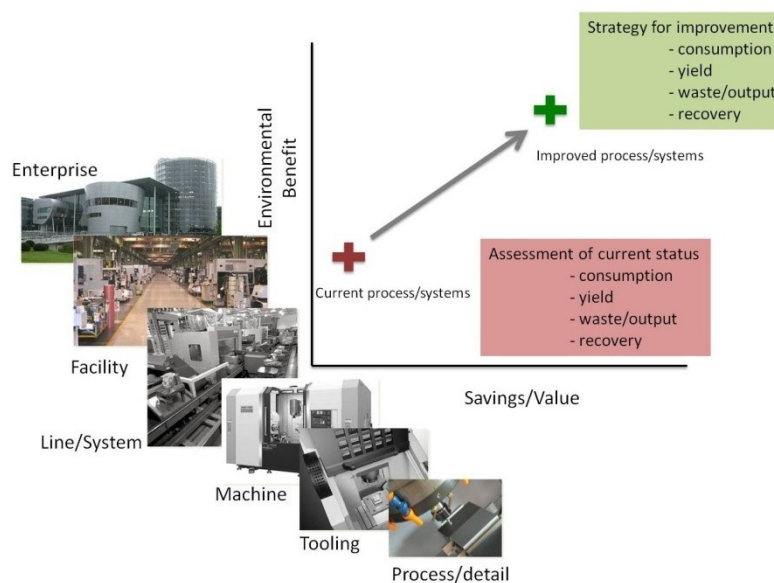 Strategy for improvement
- consumption
- yield
- waste/output
- recovery
Environmental
Benefit
Improved process/systems
Enterprise
Assessment of current status
- consumption
- yield
- waste/output
- recovery
Current process/systems
Facility
Savings/Value
Line/System
Machine
Tooling
Process/detail